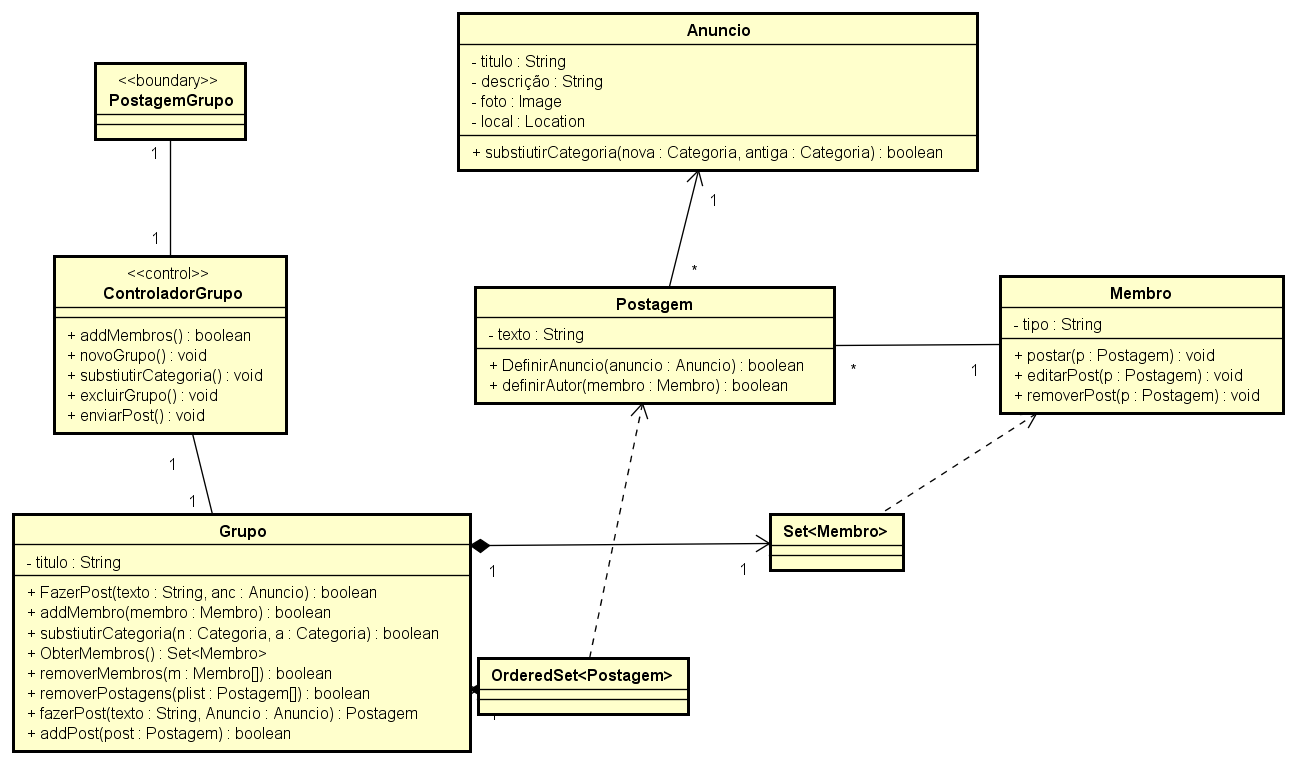 Anuncio
- titulo : String
- descrição : String
- foto : Image
- local : Location
+ substiutirCategoria(nova : Categoria, antiga : Categoria) : boolean
<<boundary>>
PostagemGrupo
1
1
<<control>>
ControladorGrupo
+ addMembros() : boolean
+ novoGrupo() : void
+ substiutirCategoria() : void
+ excluirGrupo() : void
+ enviarPost() : void
1
*
Postagem
- texto : String
+ DefinirAnuncio(anuncio : Anuncio) : boolean
+ definirAutor(membro : Membro) : boolean
*
1
Membro
- tipo : String
+ postar(p : Postagem) : void
+ editarPost(p : Postagem) : void
+ removerPost(p : Postagem) : void
1
1
Grupo
- titulo : String
+ FazerPost(texto : String, anc : Anuncio) : boolean
+ addMembro(membro : Membro) : boolean
+ substiutirCategoria(n : Categoria, a : Categoria) : boolean
+ ObterMembros() : Set<Membro>
+ removerMembros(m : Membro[]) : boolean
+ removerPostagens(plist : Postagem[]) : boolean
+ fazerPost(texto : String, Anuncio : Anuncio) : Postagem
+ addPost(post : Postagem) : boolean
1
1
Set<Membro>
OrderedSet<Postagem>